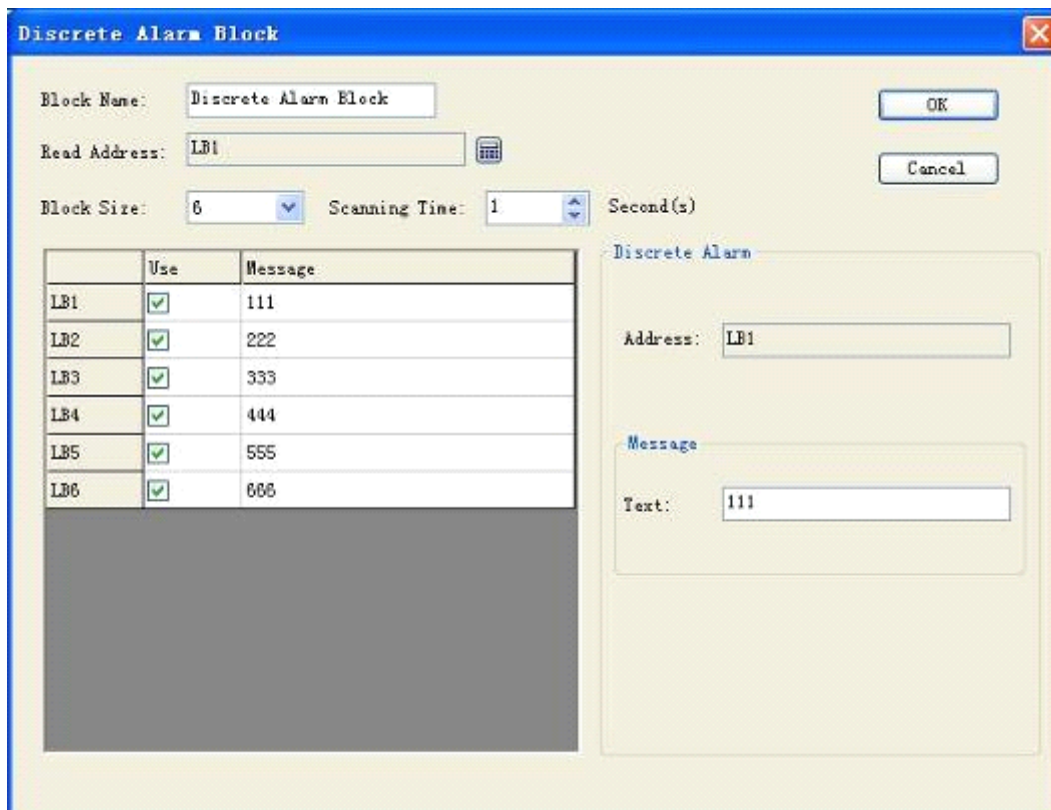 Discrete Alarm Block
Block Name: Discrete Alarm Block
OK
Read Address: LB1
Cancel
Block Size: 6 Scanning Time: 1 Second(s)
Use Message
LB1 111
LB2 222
LB3 333
LB4 444
LB5 555
LB6 666
Discrete Alarm
Address: LB1
Message
Text: 111